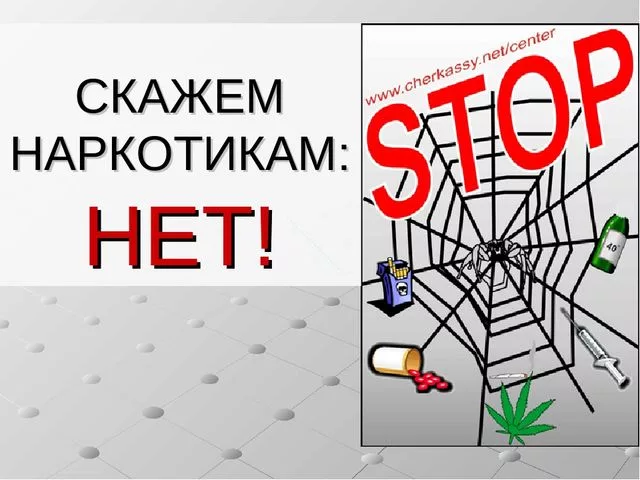 СКАЖЕМ
НАРКОТИКАМ:
НЕТ!
www.cherkassy.net/center
STOP
40°